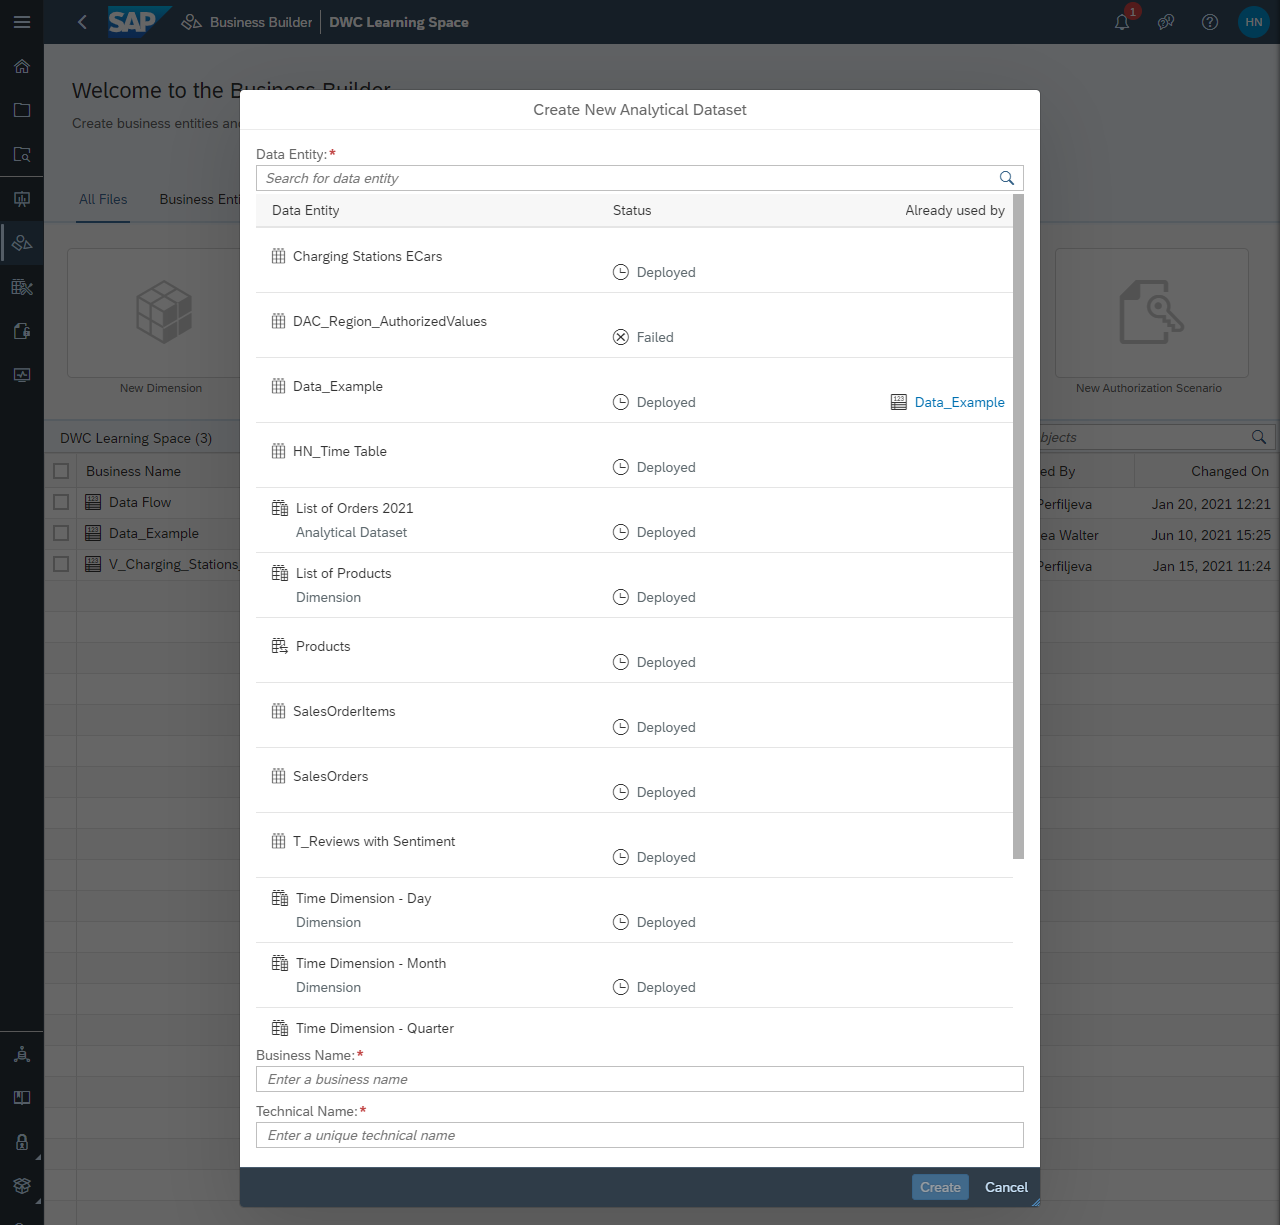 SAP Business Builder DWC Learning Space 1 HN
Welcome to the Business Builder
Create business entities and
All Files Business Enti
New Dimension
New Authorization Scenario
DWC Learning Space (3)
bjects
Business Name ed By Changed On
Data Flow Perfiljeva Jan 20, 2021 12:21
Data_Example ea Walter Jun 10, 2021 15:25
V_Charging_Stations_ Perfiljeva Jan 15, 2021 11:24
Create New Analytical Dataset
Data Entity:*
Search for data entity
Data Entity Status Already used by
Charging Stations ECars
Deployed
DAC_Region_AuthorizedValues
Failed
Data_Example
Deployed Data_Example
HN_Time Table
Deployed
List of Orders 2021
Analytical Dataset Deployed
List of Products
Dimension Deployed
Products
Deployed
SalesOrderItems
Deployed
SalesOrders
Deployed
T_Reviews with Sentiment
Deployed
Time Dimension - Day
Dimension Deployed
Time Dimension - Month
Dimension Deployed
Time Dimension - Quarter
Business Name:*
Enter a business name
Technical Name:*
Enter a unique technical name
Create Cancel